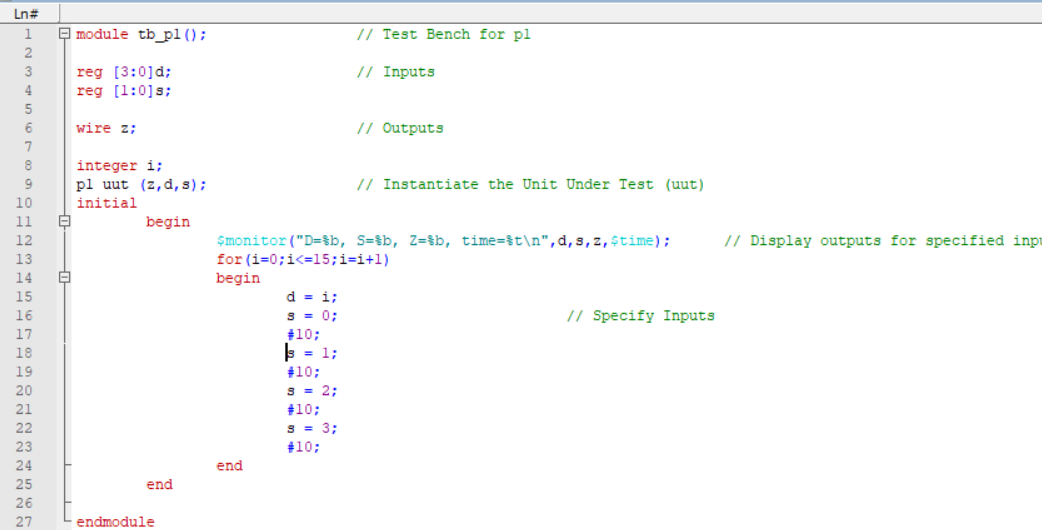 Ln#
1 module tb_pl(); // Test Bench for pl
2
3 reg [3:0]d; // Inputs
4 reg [1:0]s;
5
6 wire z; // Outputs
7
8 integer i;
9 pl uut (z,d,s); // Instantiate the Unit Under Test (uut)
10 initial
11 begin
12 $monitor("D=%b, S=%b, Z=%b, time=%t\n",d,s,z,$time); // Display outputs for specified inpu
13 for(i=0;i<=15;i=i+1)
14 begin
15 d = i;
16 s = 0; // Specify Inputs
17 #10;
18 s = 1;
19 #10;
20 s = 2;
21 #10;
22 s = 3;
23 #10;
24 end
25 end
26
27 endmodule